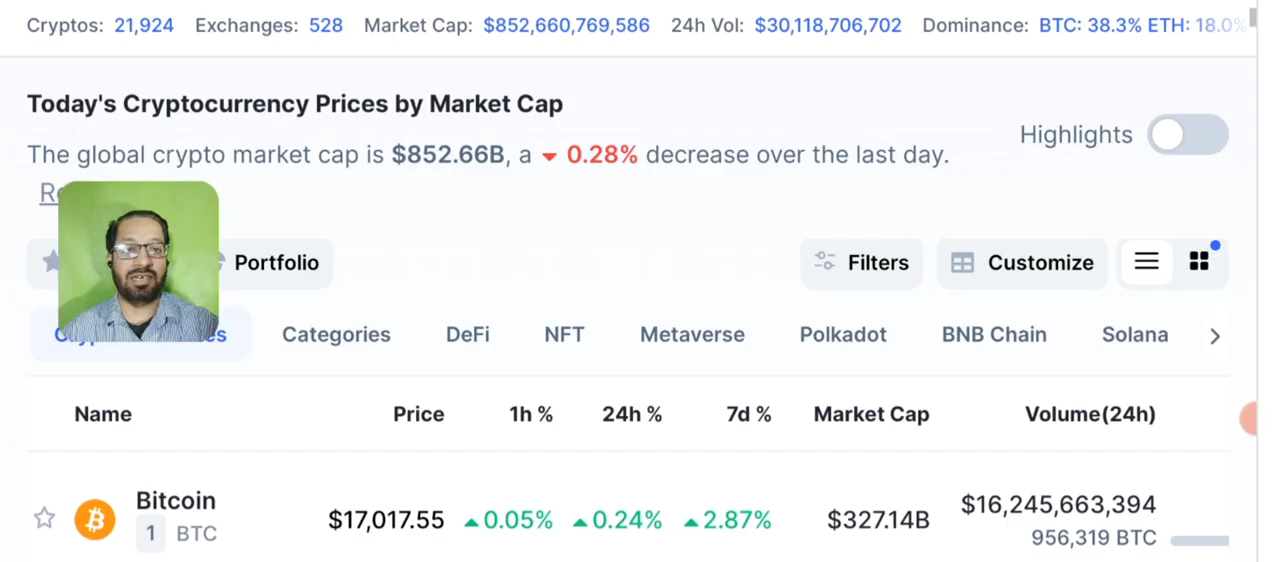 Cryptos: 21,924 Exchanges: 528 Market Cap: $852,660,769,586 24h Vol: $30,118,706,702 Dominance: BTC: 38.3% ETH: 18.0%
Today's Cryptocurrency Prices by Market Cap
The global crypto market cap is $852.66B, a 0.28% decrease over the last day.
Highlights
Portfolio Filters Customize
Categories DeFi NFT Metaverse Polkadot BNB Chain Solana
Name Price 1h % 24h % 7d % Market Cap Volume(24h)
Bitcoin
1 BTC
$17,017.55 0.05% 0.24% 2.87% $327.14B
$16,245,663,394
956,319 BTC